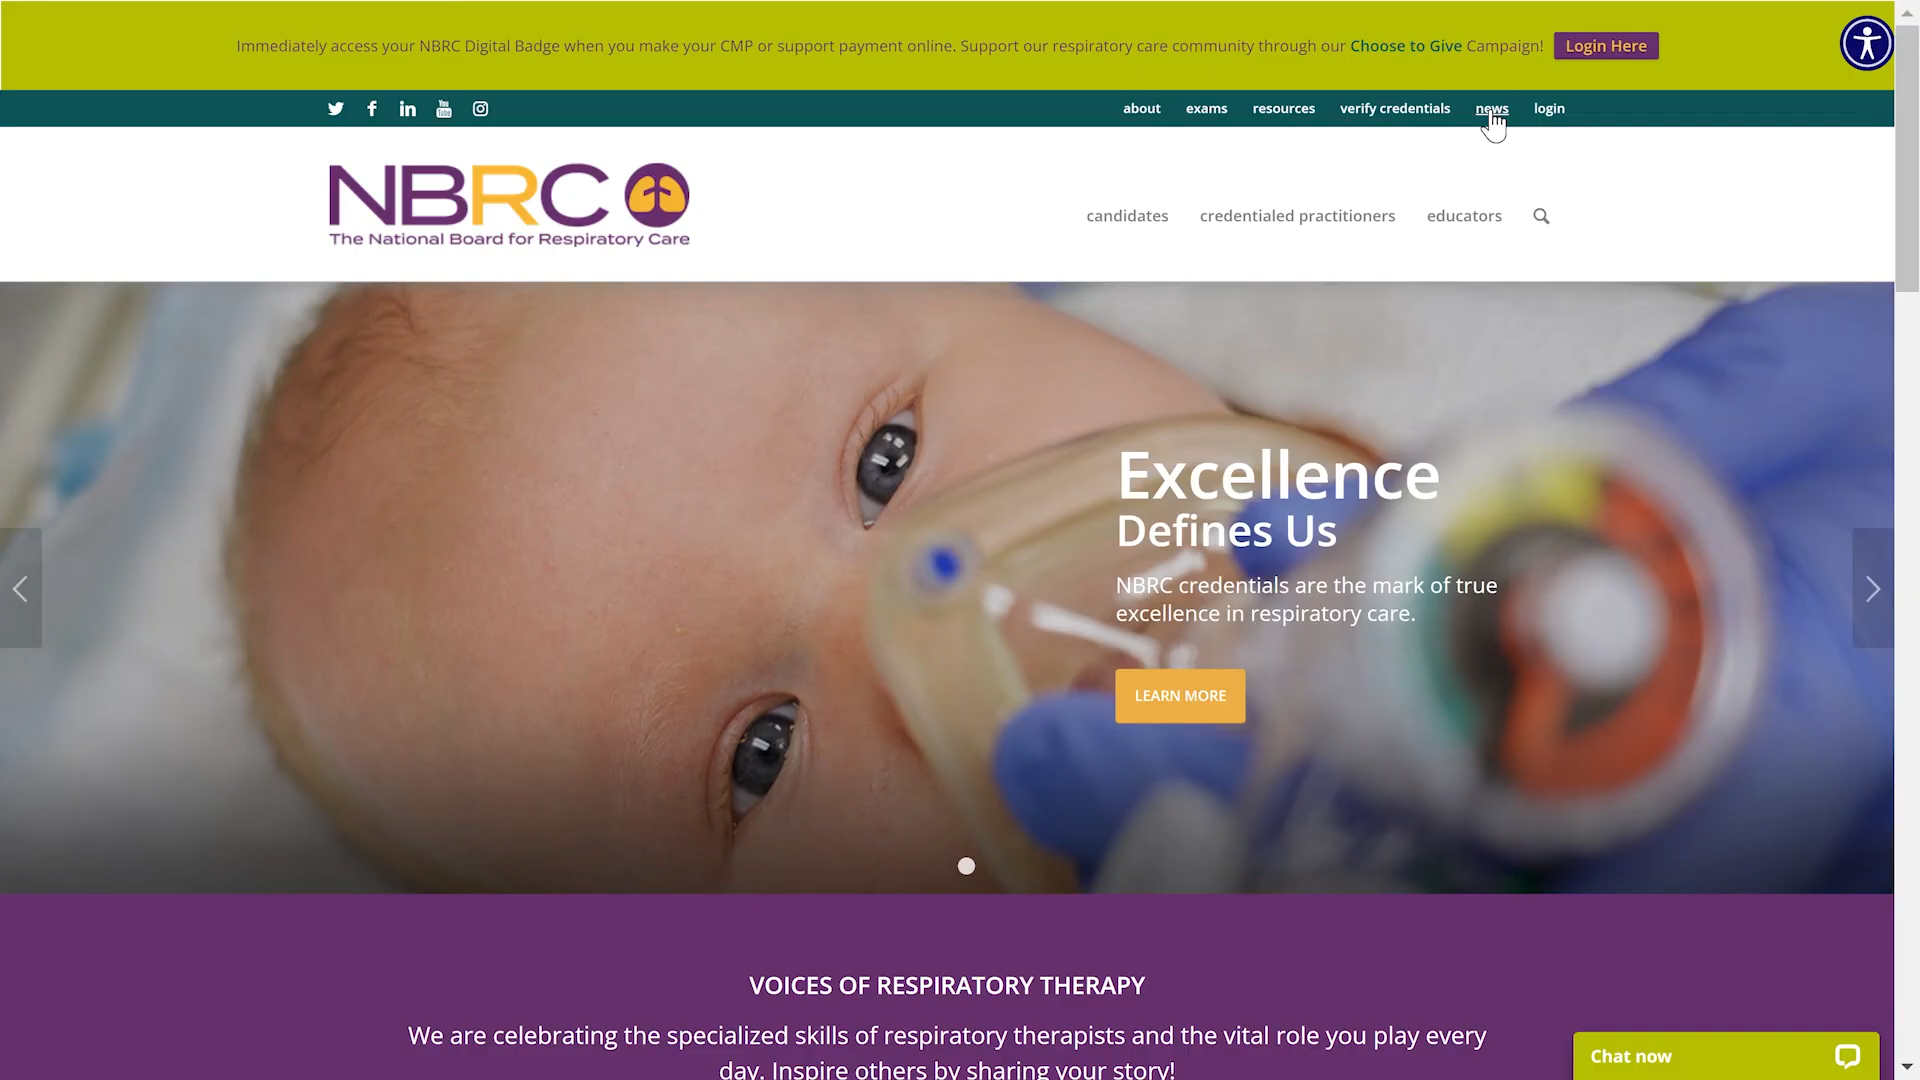 Immediately access your NBRC Digital Badge when you make your CMP or support payment online. Support our respiratory care community through our Choose to Give Campaign! Login Here
You Tube
about exams resources verify credentials news login
NBRC
The National Board for Respiratory Care
candidates credentialed practitioners educators
Excellence
Defines Us
NBRC credentials are the mark of true
excellence in respiratory care.
LEARN MORE
VOICES OF RESPIRATORY THERAPY
We are celebrating the specialized skills of respiratory therapists and the vital role you play every
day. Inspire others by sharing your story!
Chat now